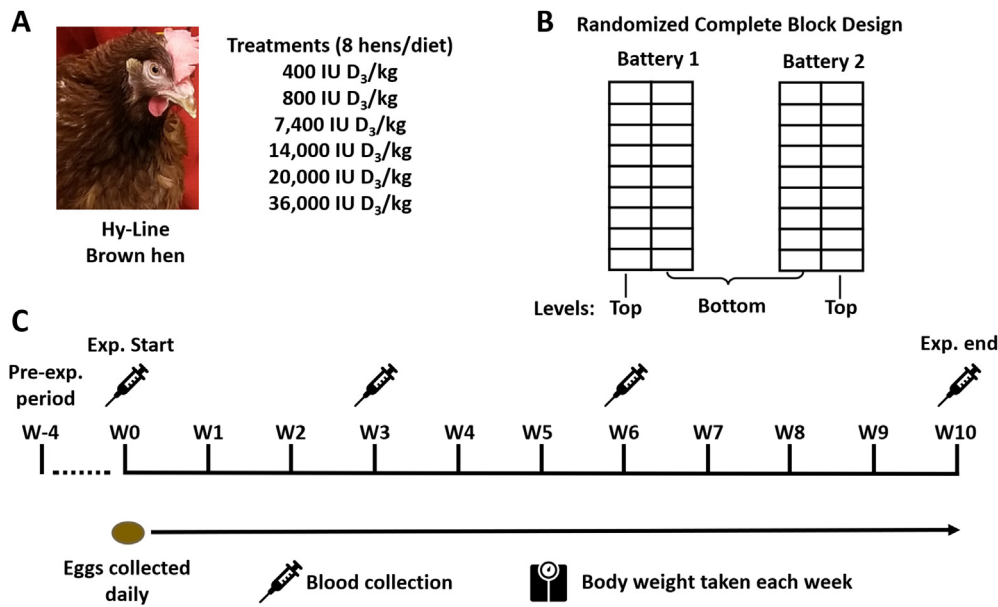 A
Treatments (8 hens/diet)
400 IU D₃/kg
800 IU D₃/kg
7,400 IU D₃/kg
14,000 IU D₃/kg
20,000 IU D₃/kg
36,000 IU D₃/kg
Hy-Line
Brown hen
B
Randomized Complete Block Design
Battery 1
Battery 2
Levels: Top
Bottom
Top
C
Exp. Start
Exp. end
Pre-exp.
period
W-4 W0 W1 W2 W3 W4 W5 W6 W7 W8 W9 W10
Eggs collected
daily
Blood collection
Body weight taken each week